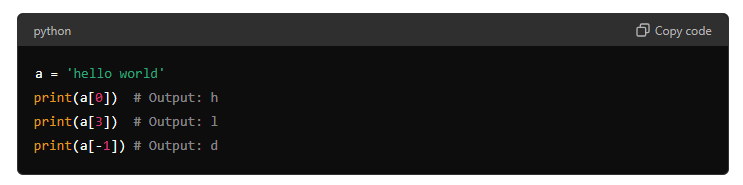 python
Copy code
a = 'hello world'
print(a[0])  # Output: h
print(a[3])  # Output: l
print(a[-1]) # Output: d